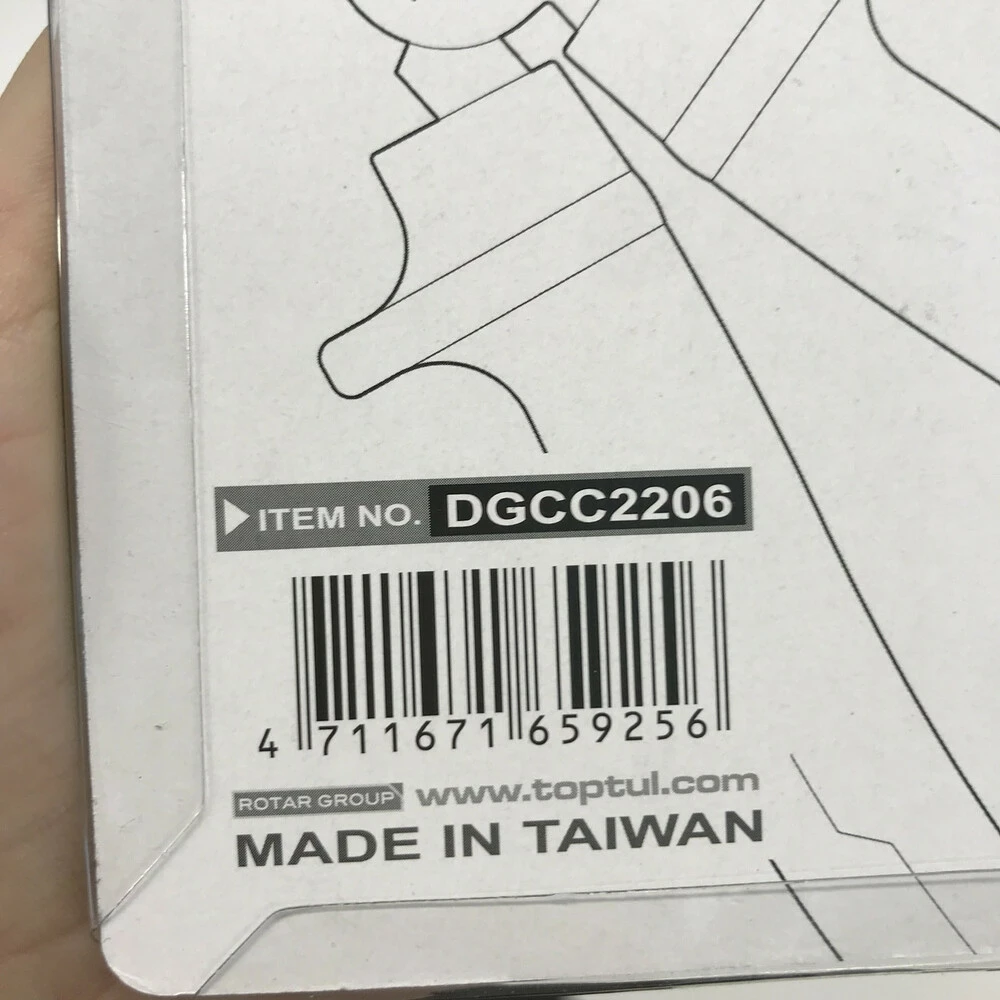 ITEM NO. DGCC2206
4 711671 659256
ROTAR GROUP www.toptul.com
MADE IN TAIWAN